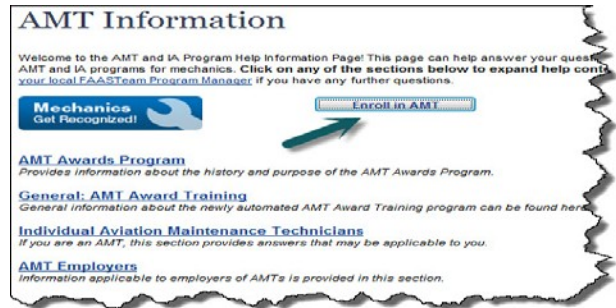 AMT Information
Welcome to the AMT and IA Program Help Information Page! This page can help answer your
AMT and IA programs for mechanics. Click on any of the sections below to expand help
your local FAASTeam Program Manager if you have any further questions.
Mechanics
Get Recognized!
Enroll in AMT
AMT Awards Program
Provides information about the history and purpose of the AMT Awards Program.
General: AMT Award Training
General information about the newly automated AMT Award Training program can be found here
Individual Aviation Maintenance Technicians
If you are an AMT, this section provides answers that may be applicable to you.
AMT Employers
Information applicable to employers of AMTs is provided in this section.